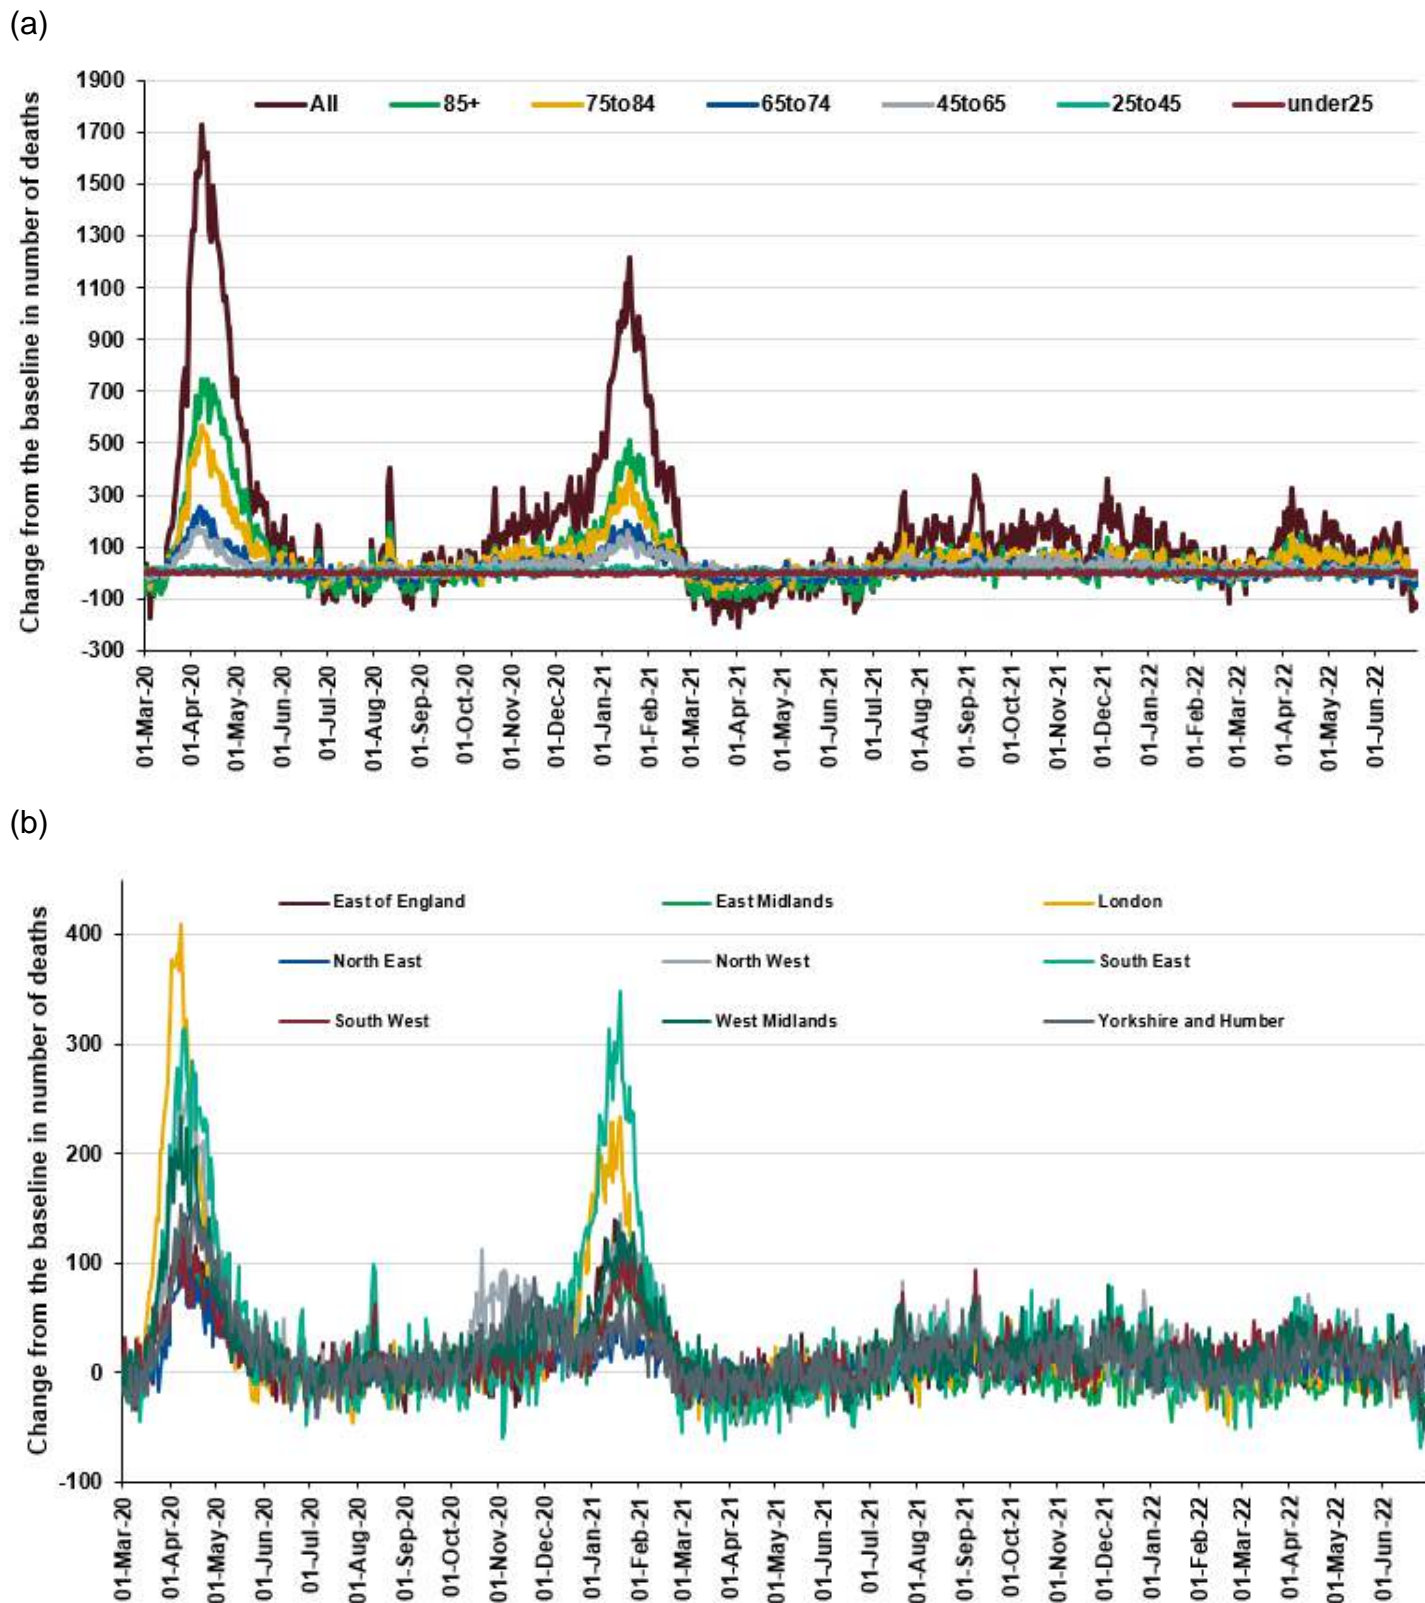 (a)
Change from the baseline in number of deaths
1900
1700
1500
1300
1100
900
700
500
300
100
-100
-300
All 85+ 75to84 65to74 45to65 25to45 under25
01-Mar-20 01-Apr-20 01-May-20 01-Jun-20 01-Jul-20 01-Aug-20 01-Sep-20 01-Oct-20 01-Nov-20 01-Dec-20 01-Jan-21 01-Feb-21 01-Mar-21 01-Apr-21 01-May-21 01-Jun-21 01-Jul-21 01-Aug-21 01-Sep-21 01-Oct-21 01-Nov-21 01-Dec-21 01-Jan-22 01-Feb-22 01-Mar-22 01-Apr-22 01-May-22 01-Jun-22
(b)
Change from the baseline in number of deaths
400
300
200
100
0
-100
East of England East Midlands London
North East North West South East
South West West Midlands Yorkshire and Humber
01-Mar-20 01-Apr-20 01-May-20 01-Jun-20 01-Jul-20 01-Aug-20 01-Sep-20 01-Oct-20 01-Nov-20 01-Dec-20 01-Jan-21 01-Feb-21 01-Mar-21 01-Apr-21 01-May-21 01-Jun-21 01-Jul-21 01-Aug-21 01-Sep-21 01-Oct-21 01-Nov-21 01-Dec-21 01-Jan-22 01-Feb-22 01-Mar-22 01-Apr-22 01-May-22 01-Jun-22